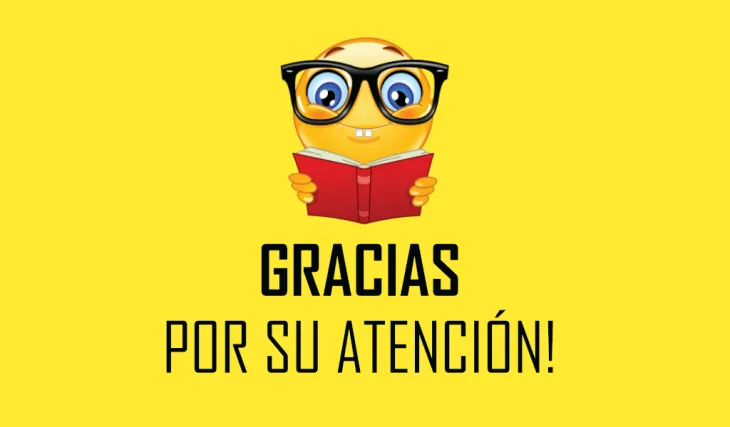 GRACIAS
POR SU ATENCIÓN!